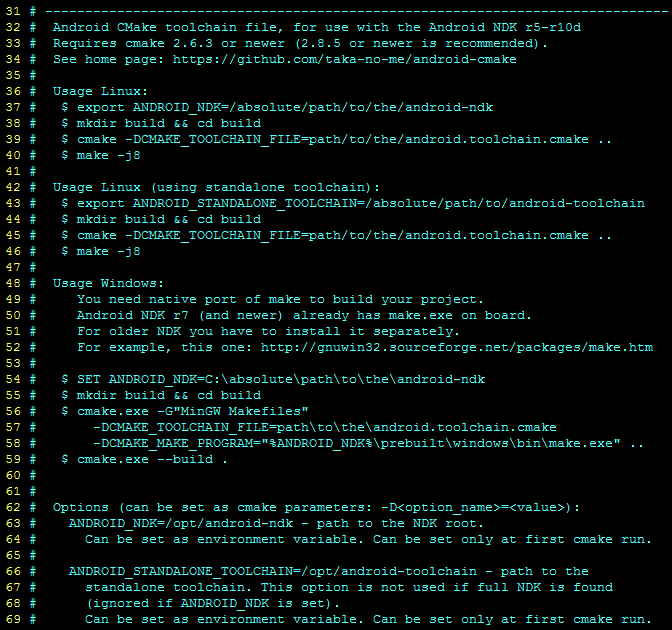 31 # ------------------------------------------------------------------------------
32 #  Android CMake toolchain file, for use with the Android NDK r5-r10d
33 #  Requires cmake 2.6.3 or newer (2.8.5 or newer is recommended).
34 #  See home page: https://github.com/taka-no-me/android-cmake
35 #
36 #  Usage Linux:
37 #   $ export ANDROID_NDK=/absolute/path/to/the/android-ndk
38 #   $ mkdir build && cd build
39 #   $ cmake -DCMAKE_TOOLCHAIN_FILE=path/to/the/android.toolchain.cmake ..
40 #   $ make -j8
41 #
42 #  Usage Linux (using standalone toolchain):
43 #   $ export ANDROID_STANDALONE_TOOLCHAIN=/absolute/path/to/android-toolchain
44 #   $ mkdir build && cd build
45 #   $ cmake -DCMAKE_TOOLCHAIN_FILE=path/to/the/android.toolchain.cmake ..
46 #   $ make -j8
47 #
48 #  Usage Windows:
49 #     You need native port of make to build your project.
50 #     Android NDK r7 (and newer) already has make.exe on board.
51 #     For older NDK you have to install it separately.
52 #     For example, this one: http://gnuwin32.sourceforge.net/packages/make.htm
53 #
54 #   $ SET ANDROID_NDK=C:\absolute\path\to\the\android-ndk
55 #   $ mkdir build && cd build
56 #   $ cmake.exe -G"MinGW Makefiles"
57 #       -DCMAKE_TOOLCHAIN_FILE=path\to\the\android.toolchain.cmake
58 #       -DCMAKE_MAKE_PROGRAM="%ANDROID_NDK%\prebuilt\windows\bin\make.exe" ..
59 #   $ cmake.exe --build .
60 #
61 #
62 #  Options (can be set as cmake parameters: -D<option_name>=<value>):
63 #    ANDROID_NDK=/opt/android-ndk - path to the NDK root.
64 #      Can be set as environment variable. Can be set only at first cmake run.
65 #
66 #    ANDROID_STANDALONE_TOOLCHAIN=/opt/android-toolchain - path to the
67 #      standalone toolchain. This option is not used if full NDK is found
68 #      (ignored if ANDROID_NDK is set).
69 #      Can be set as environment variable. Can be set only at first cmake run.